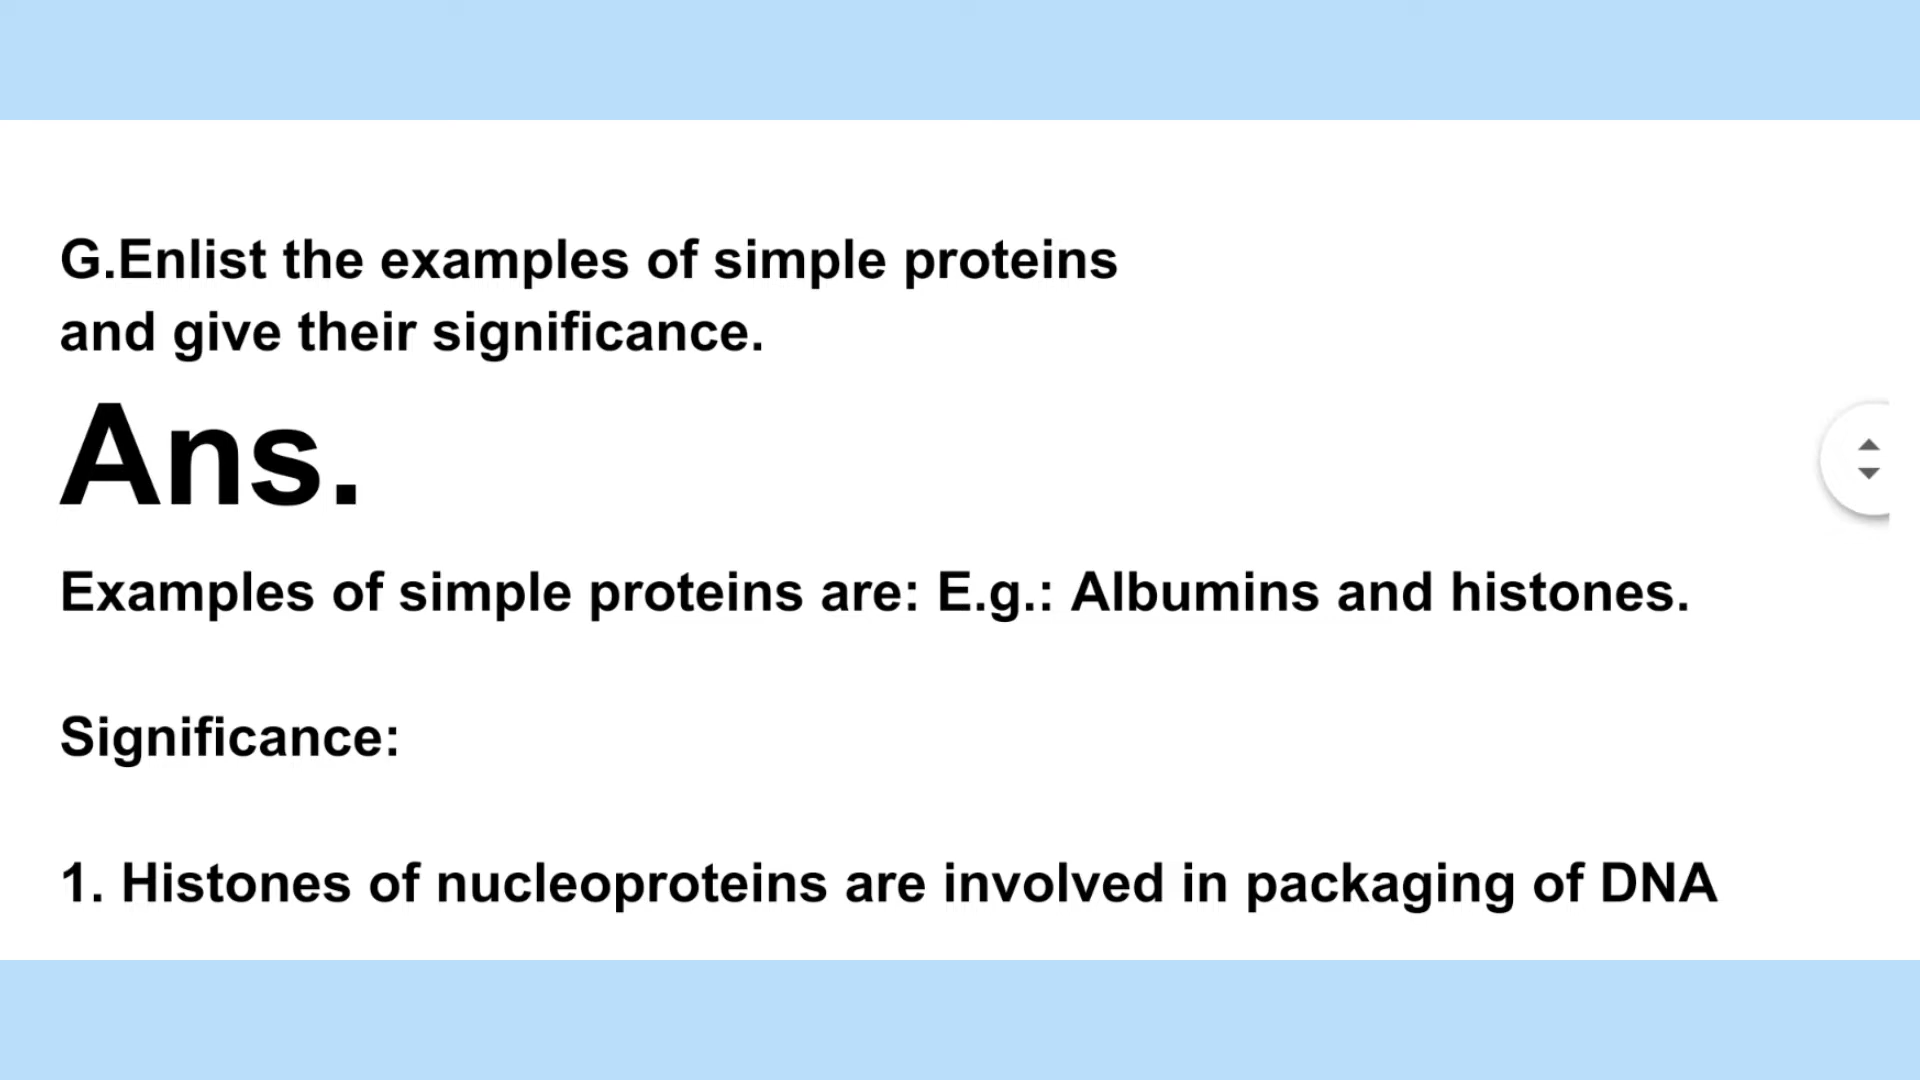 G.Enlist the examples of simple proteins
and give their significance.
Ans.
Examples of simple proteins are: E.g.: Albumins and histones.
Significance:
1. Histones of nucleoproteins are involved in packaging of DNA